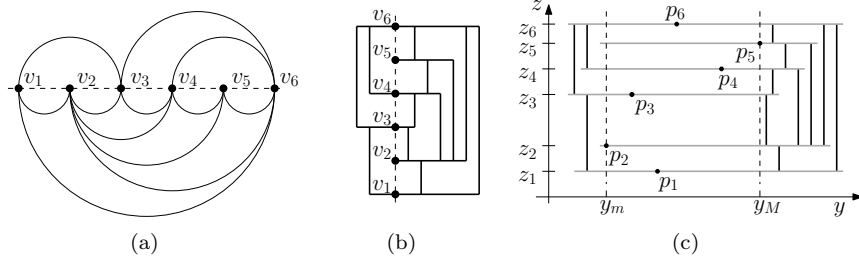 v₁ v₂ v₃ v₄ v₅ v₆
(a)
v₆
v₅
v₄
v₃
v₂
v₁
(b)
z
z₆ p₆
z₅ p₅
z₄ p₄
z₃ p₃
z₂ p₂
z₁ p₁
yₘ y_M y
(c)